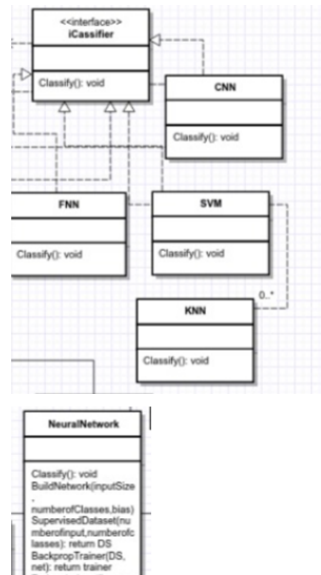 <<interface>>
iCassifier
Classify(): void
CNN
Classify(): void
FNN
Classify(): void
SVM
Classify(): void
0..*
KNN
Classify(): void
NeuralNetwork
Classify(): void
BuildNetwork(inputSize
,
numberofClasses,bias)
SupervisedDataset(nu
mberofinput,numberofc
lasses): return DS
BackpropTrainer(DS,
net): return trainer